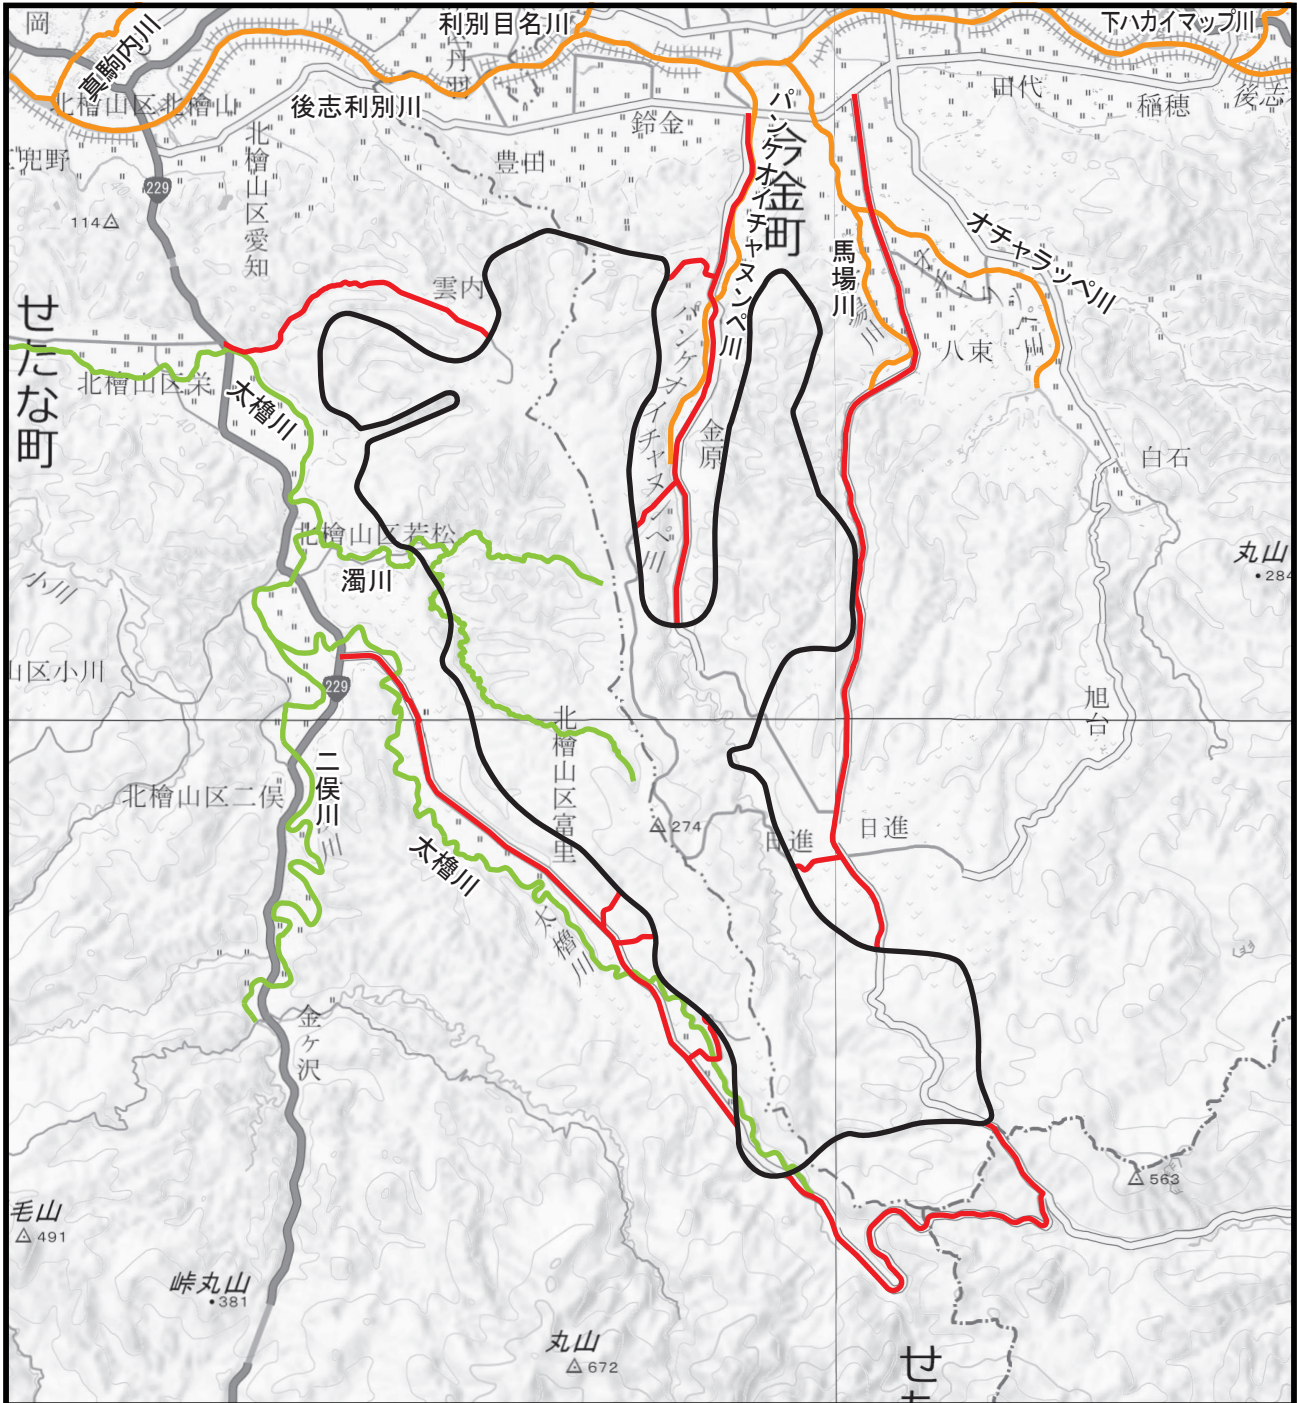 岡
真駒内川
利別目名川
丹羽
下ハカイマップ川
北檜山区北檜山
後志利別川
鈴金
田代
稲穂
後志
兜野
北檜山区愛知
豊田
パンケオイチャヌンペ川
今金町
229
114
馬場川
オチャラッペ川
せたな町
雲内
八束
北檜山区栄
太櫓川
パンケオイチャヌンペ川
金原
白石
北檜山区若松
濁川
丸山
284
小川
山区小川
229
旭台
北檜山区富里
二俣川
川
北檜山区二俣
274
日進
日進
太櫓川
太櫓川
金ヶ沢
563
毛山
491
峠丸山
381
丸山
672
せた